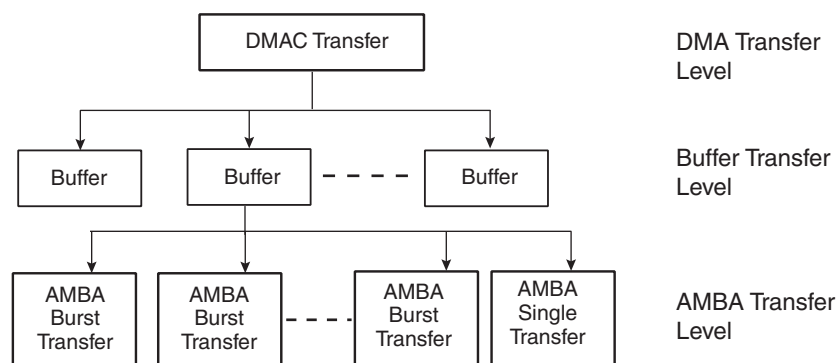 DMAC Transfer
DMA Transfer
Level
Buffer
Buffer
Buffer
Buffer Transfer
Level
AMBA
Burst
Transfer
AMBA
Burst
Transfer
AMBA
Burst
Transfer
AMBA
Single
Transfer
AMBA Transfer
Level